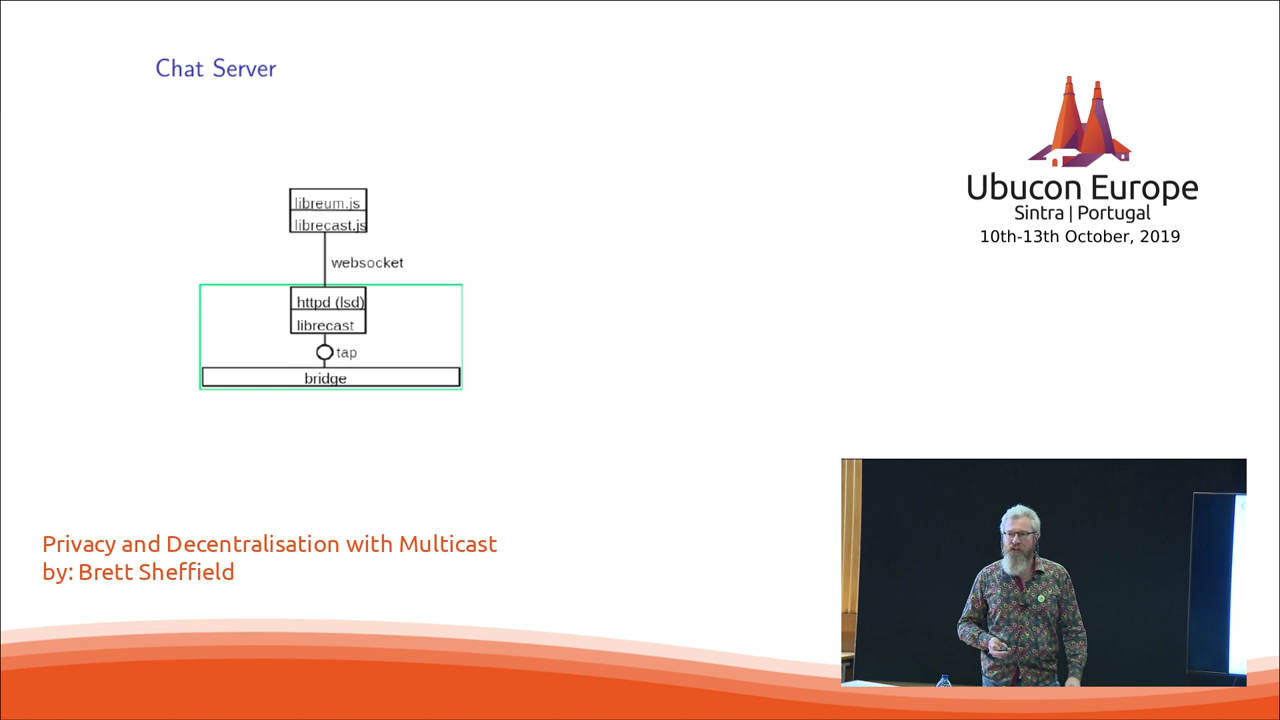 Chat Server
libreum.js
librecast.js
websocket
httpd (lsd)
librecast
tap
bridge
Ubucon Europe
Sintra | Portugal
10th-13th October, 2019
Privacy and Decentralisation with Multicast
by: Brett Sheffield